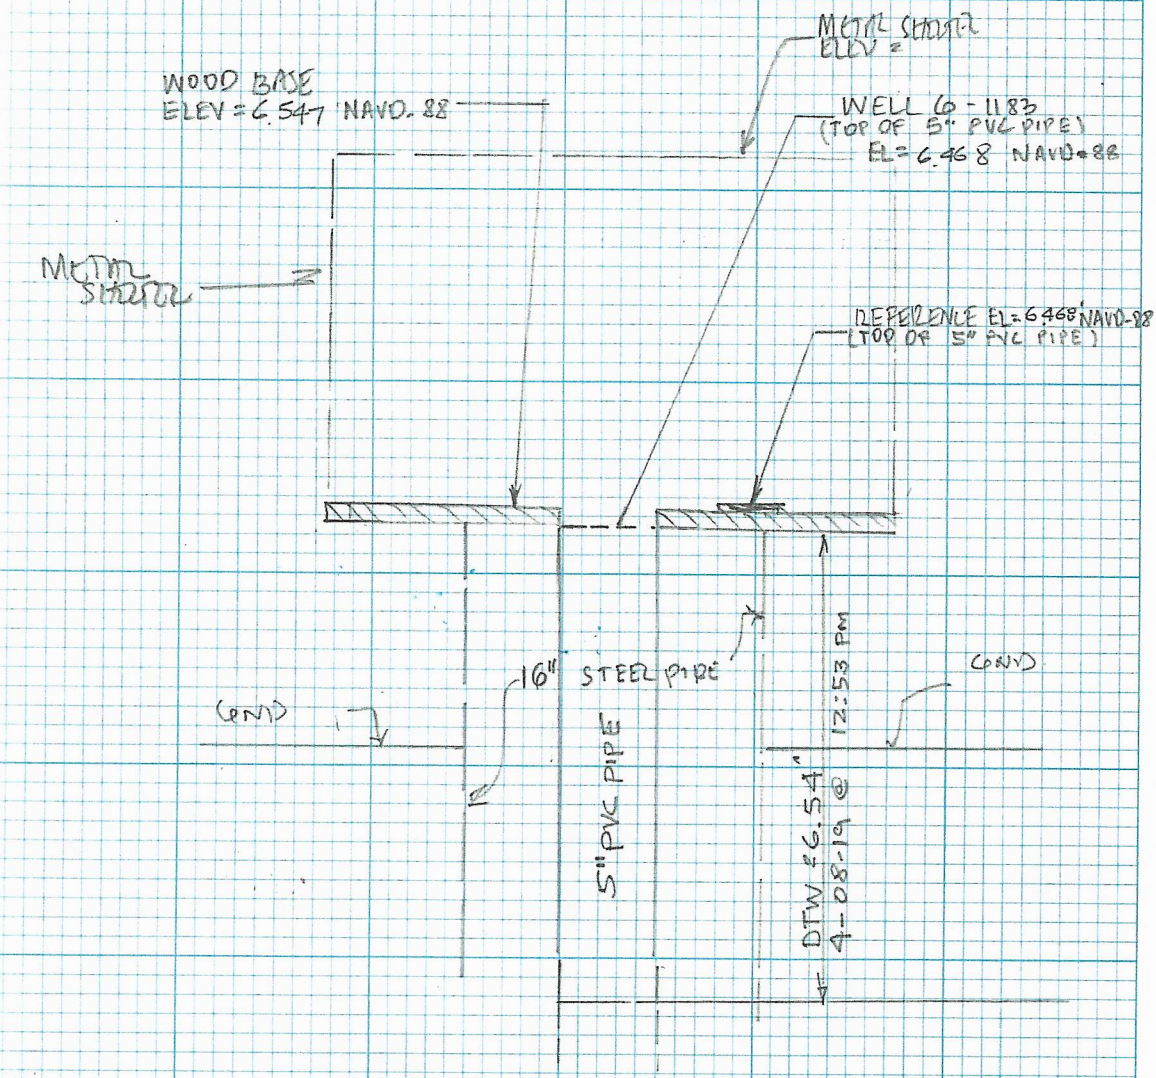 METAL SHELTER
ELEV =
WOOD BASE
ELEV = 6.547 NAVD-88
WELL G-1183
(TOP OF 5" PVC PIPE)
EL= 6.468 NAVD-88
METAL
SHELTER
REFERENCE EL=6.468' NAVD-88
(TOP OF 5" PVC PIPE)
16" STEEL PIPE
GND
GND
5" PVC PIPE
DTW = 6.54'
4-08-19 @ 12:53 PM